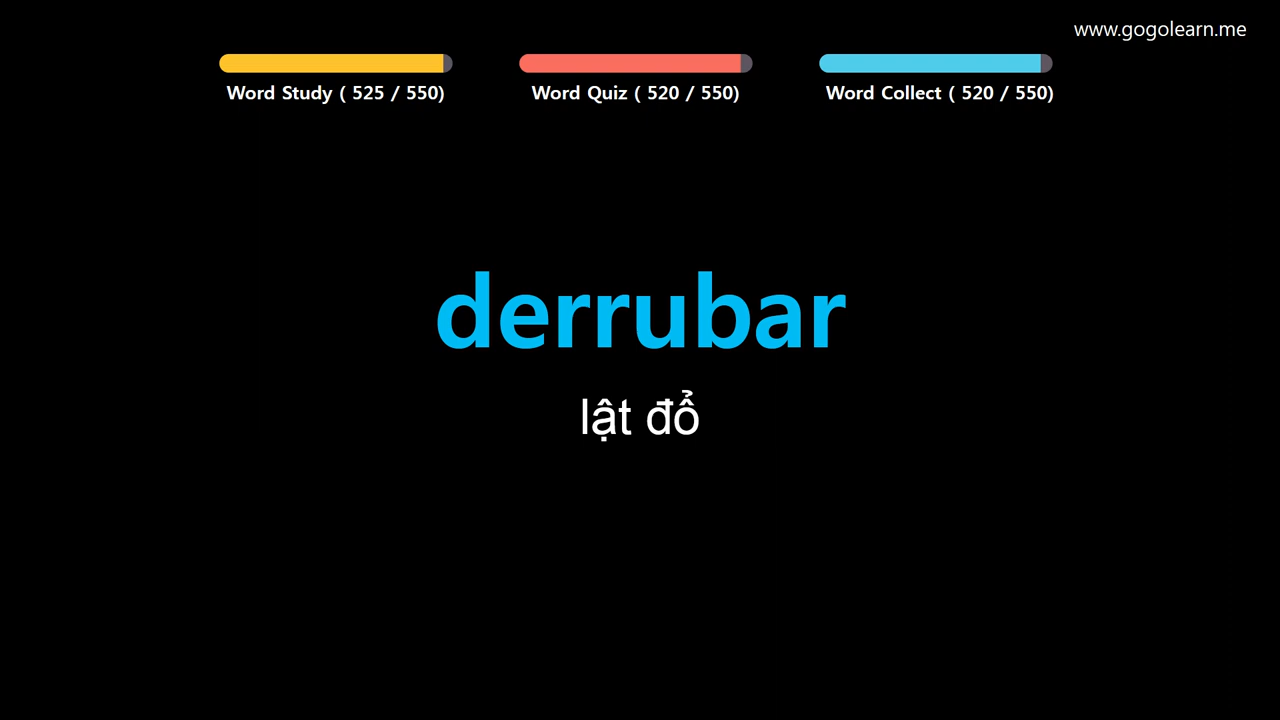 www.gogolearn.me
Word Study ( 525 / 550)
Word Quiz ( 520 / 550)
Word Collect ( 520 / 550)
derrubar
lật đổ